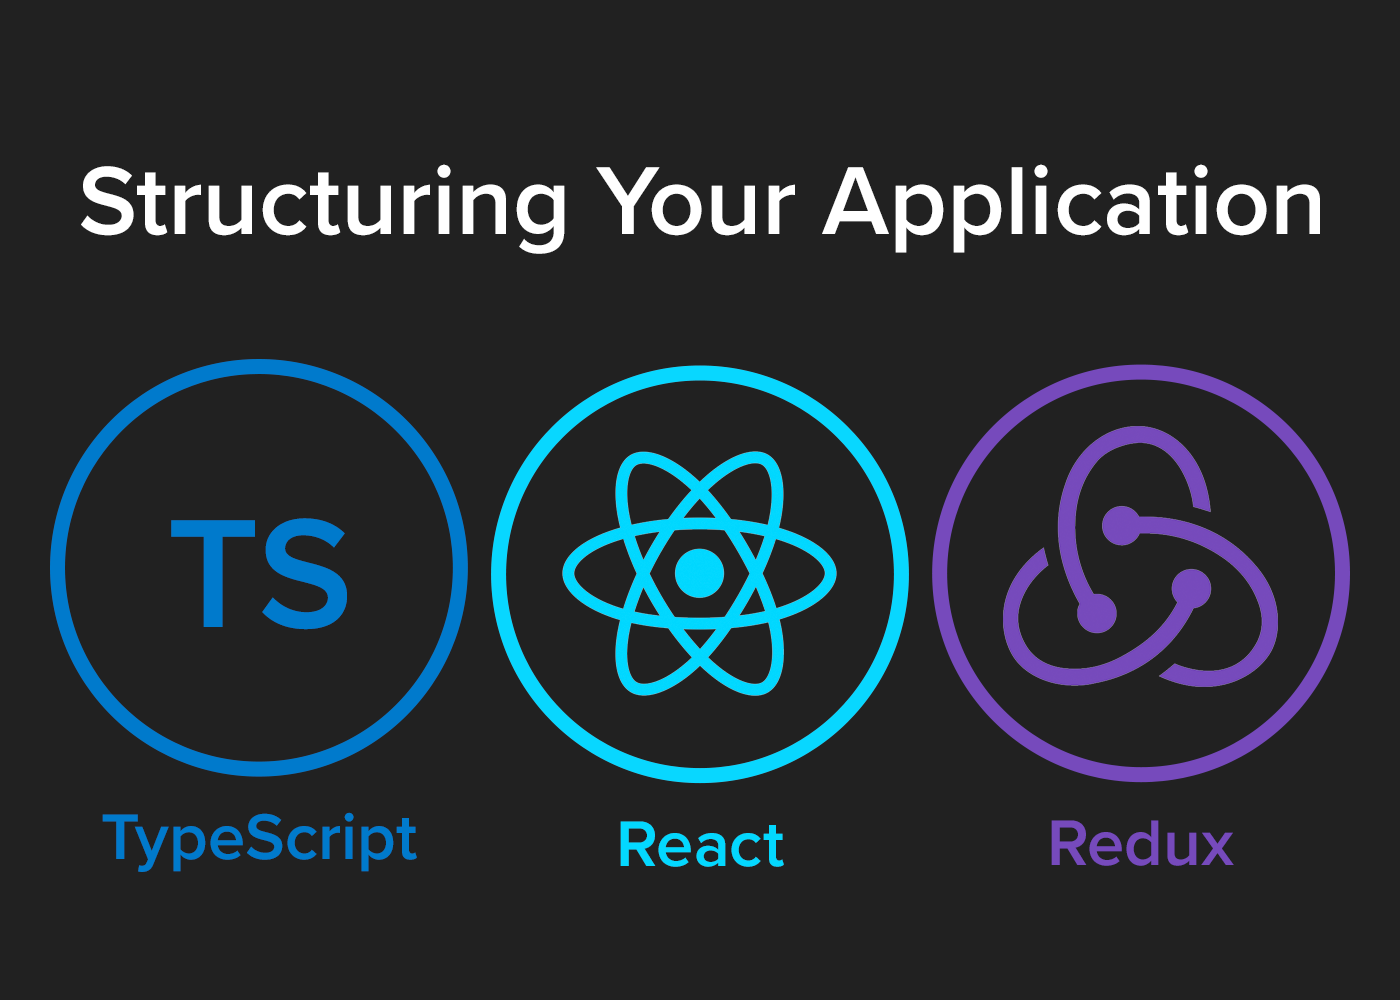 Structuring Your Application
TS
TypeScript
React
Redux